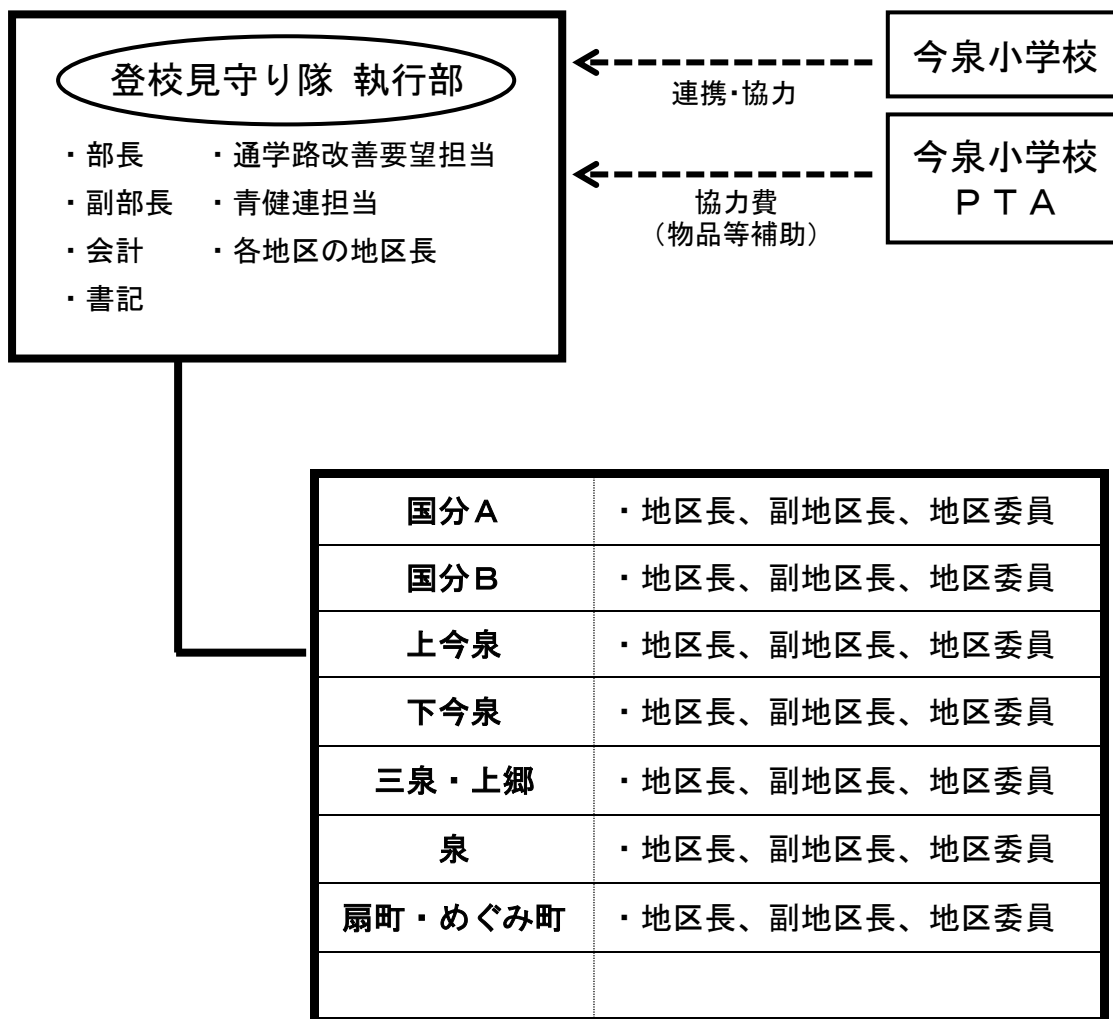 登校見守り隊 執行部
・部長 ・通学路改善要望担当
・副部長 ・青健連担当
・会計 ・各地区の地区長
・書記
今泉小学校
連携・協力
今泉小学校
ＰＴＡ
協力費
（物品等補助）
国分Ａ ・地区長、副地区長、地区委員
国分Ｂ ・地区長、副地区長、地区委員
上今泉 ・地区長、副地区長、地区委員
下今泉 ・地区長、副地区長、地区委員
三泉・上郷 ・地区長、副地区長、地区委員
泉 ・地区長、副地区長、地区委員
扇町・めぐみ町 ・地区長、副地区長、地区委員